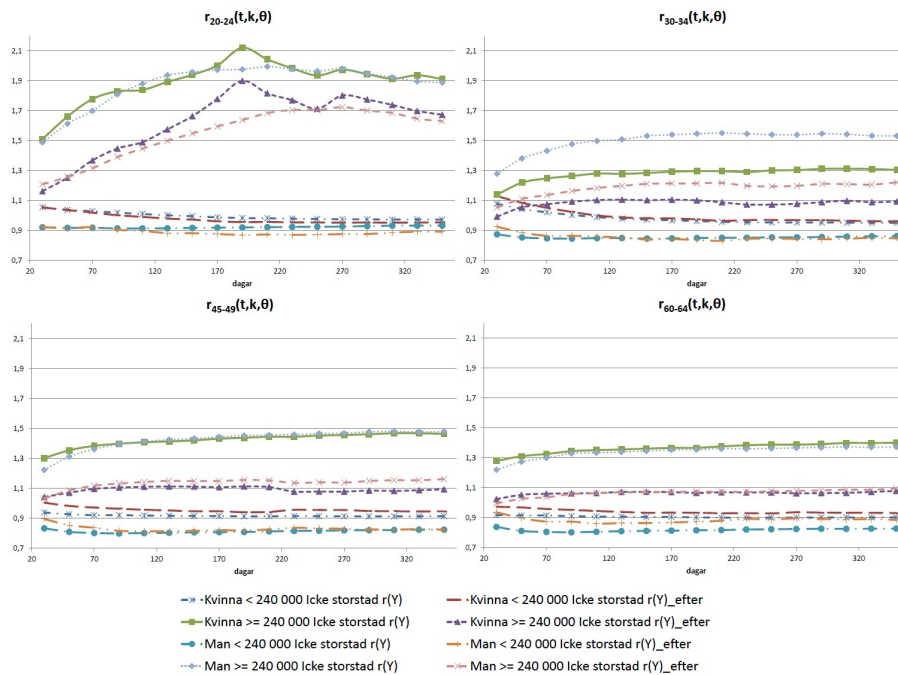 r20-24(t,k,θ)
2,1
1,9
1,7
1,5
1,3
1,1
0,9
0,7
20 70 120 170 220 270 320
dagar
r30-34(t,k,θ)
2,1
1,9
1,7
1,5
1,3
1,1
0,9
0,7
20 70 120 170 220 270 320
dagar
r45-49(t,k,θ)
2,1
1,9
1,7
1,5
1,3
1,1
0,9
0,7
20 70 120 170 220 270 320
dagar
r60-64(t,k,θ)
2,1
1,9
1,7
1,5
1,3
1,1
0,9
0,7
20 70 120 170 220 270 320
dagar
Kvinna < 240 000 Icke storstad r(Y)
Kvinna < 240 000 Icke storstad r(Y)_efter
Kvinna >= 240 000 Icke storstad r(Y)
Kvinna >= 240 000 Icke storstad r(Y)_efter
Man < 240 000 Icke storstad r(Y)
Man < 240 000 Icke storstad r(Y)_efter
Man >= 240 000 Icke storstad r(Y)
Man >= 240 000 Icke storstad r(Y)_efter